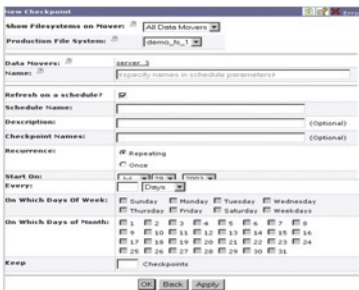 New Checkpoint
Show Filesystems on Mover: All Data Movers
Production File System: demo_fs_1
Data Movers: server_3
Name: <specify names in schedule parameters>
Refresh on a schedule?
Schedule Name:
Description: (Optional)
Checkpoint Names: (Optional)
Recurrence: Repeating
Once
Start On: Jul 29 2003
Every: Days
On Which Days Of Week: Sunday Monday Tuesday Wednesday
Thursday Friday Saturday Weekdays
On Which Days of Month: 1 2 3 4 5 6 7 8
9 10 11 12 13 14 15 16
17 18 19 20 21 22 23 24
25 26 27 28 29 30 31
Keep Checkpoints
OK Back Apply